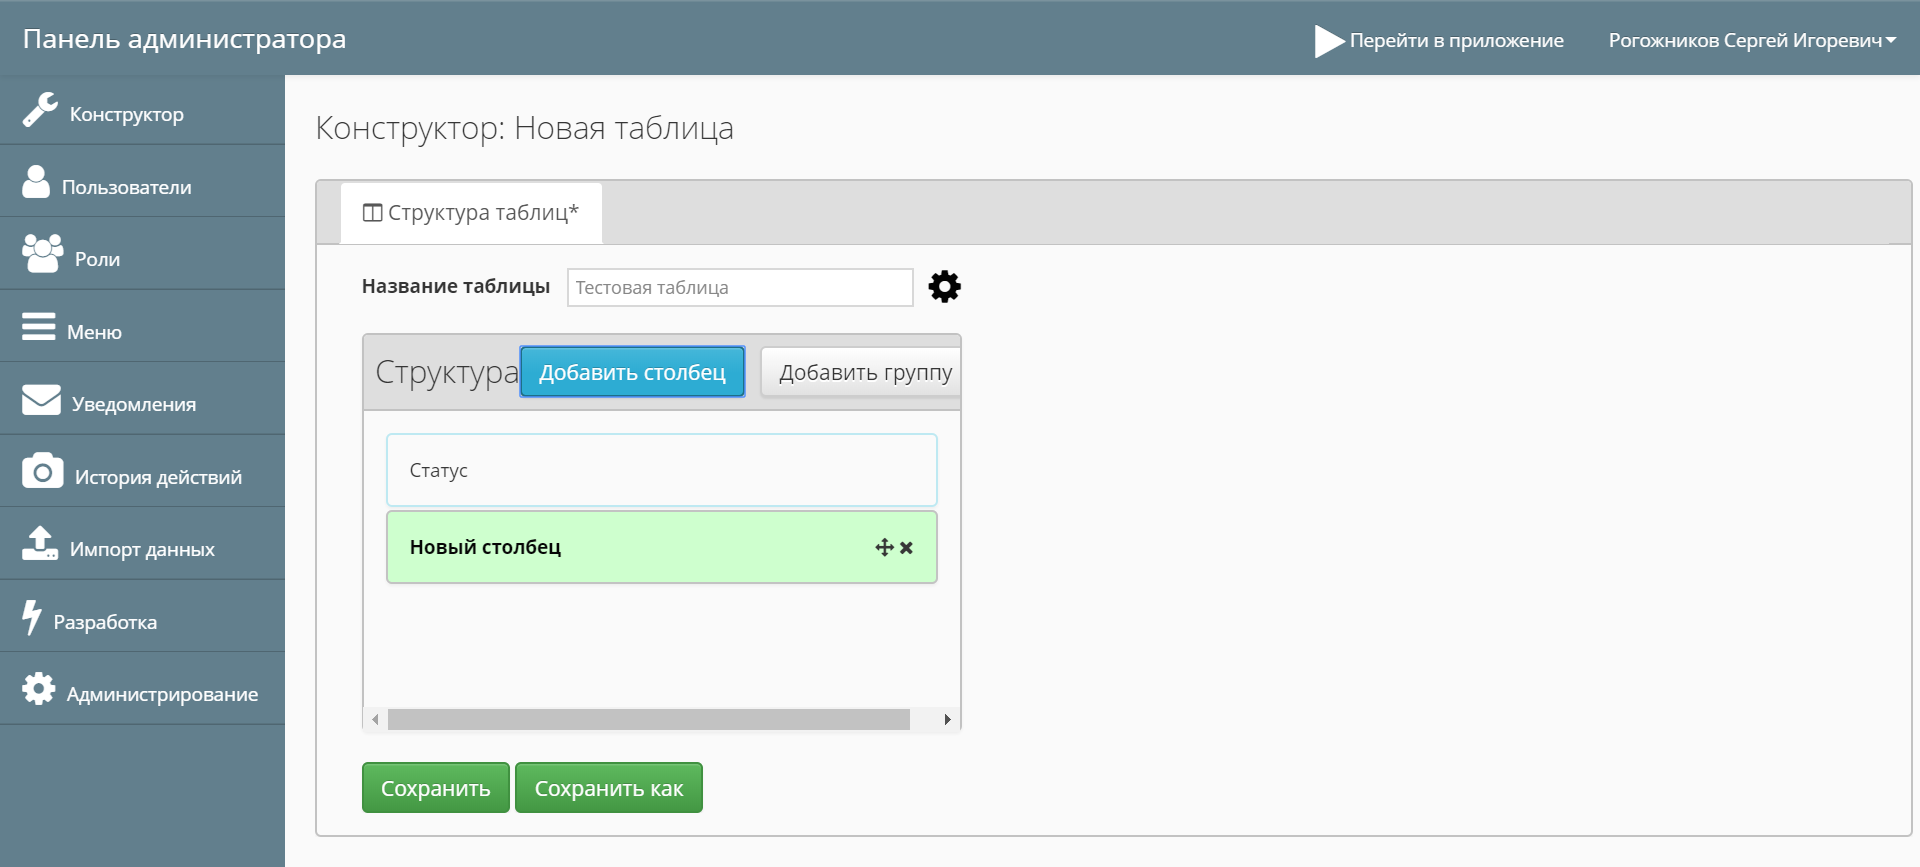 Панель администратора
Перейти в приложение
Рогожников Сергей Игоревич
Конструктор
Пользователи
Роли
Меню
Уведомления
История действий
Импорт данных
Разработка
Администрирование
Конструктор: Новая таблица
Структура таблиц*
Название таблицы
Тестовая таблица
Структура
Добавить столбец
Добавить группу
Статус
Новый столбец
Сохранить
Сохранить как